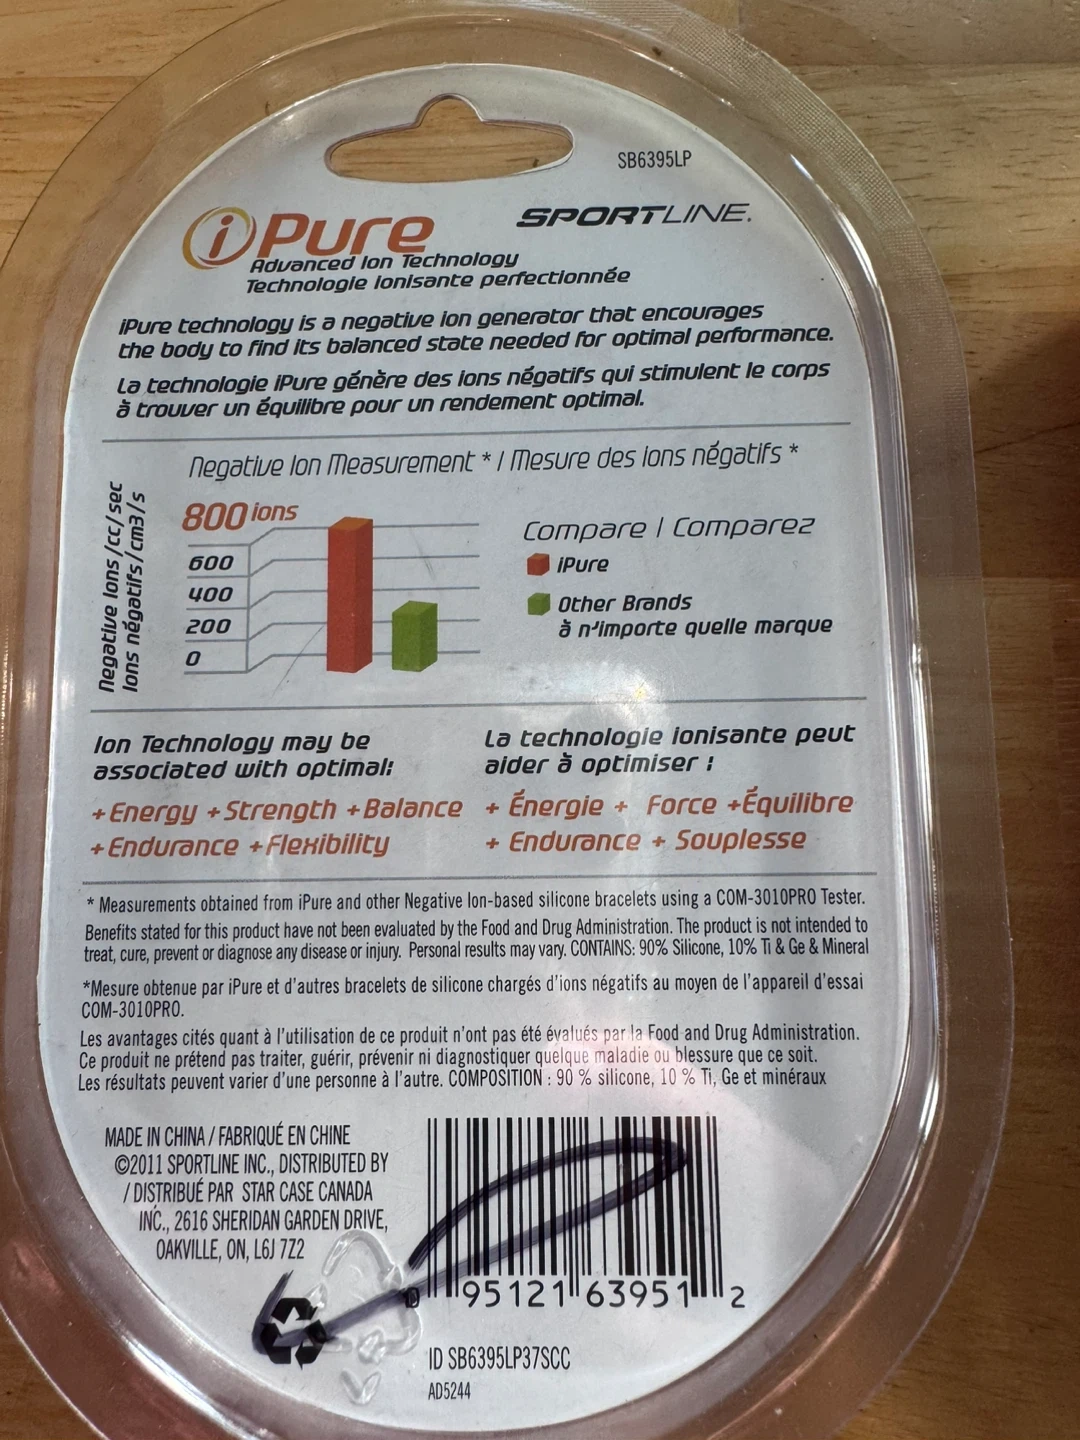 SB6395LP
iPure
SPORTLINE.
Advanced Ion Technology
Technologie Ionisante perfectionnée
iPure technology is a negative ion generator that encourages
the body to find its balanced state needed for optimal performance.
La technologie iPure génère des ions négatifs qui stimulent le corps
à trouver un équilibre pour un rendement optimal.
Negative Ion Measurement * / Mesure des ions négatifs *
Negative Ions/cc/sec
Ions négatifs/cm3/s
800 ions
600
400
200
0
Compare / Comparez
iPure
Other Brands
à n'importe quelle marque
Ion Technology may be
associated with optimal:
+Energy +Strength +Balance
+Endurance +Flexibility
La technologie ionisante peut
aider à optimiser :
+ Énergie + Force +Équilibre
+ Endurance + Souplesse
* Measurements obtained from iPure and other Negative Ion-based silicone bracelets using a COM-3010PRO Tester.
Benefits stated for this product have not been evaluated by the Food and Drug Administration. The product is not intended to
treat, cure, prevent or diagnose any disease or injury. Personal results may vary. CONTAINS: 90% Silicone, 10% Ti & Ge & Mineral
*Mesure obtenue par iPure et d'autres bracelets de silicone chargés d'ions négatifs au moyen de l'appareil d'essai
COM-3010PRO.
Les avantages cités quant à l'utilisation de ce produit n'ont pas été évalués par la Food and Drug Administration.
Ce produit ne prétend pas traiter, guérir, prévenir ni diagnostiquer quelque maladie ou blessure que ce soit.
Les résultats peuvent varier d'une personne à l'autre. COMPOSITION : 90 % silicone, 10 % Ti, Ge et minéraux
MADE IN CHINA / FABRIQUÉ EN CHINE
©2011 SPORTLINE INC., DISTRIBUTED BY
/ DISTRIBUÉ PAR STAR CASE CANADA
INC., 2616 SHERIDAN GARDEN DRIVE,
OAKVILLE, ON, L6J 7Z2
0 95121 63951 2
ID SB6395LP37SCC
AD5244